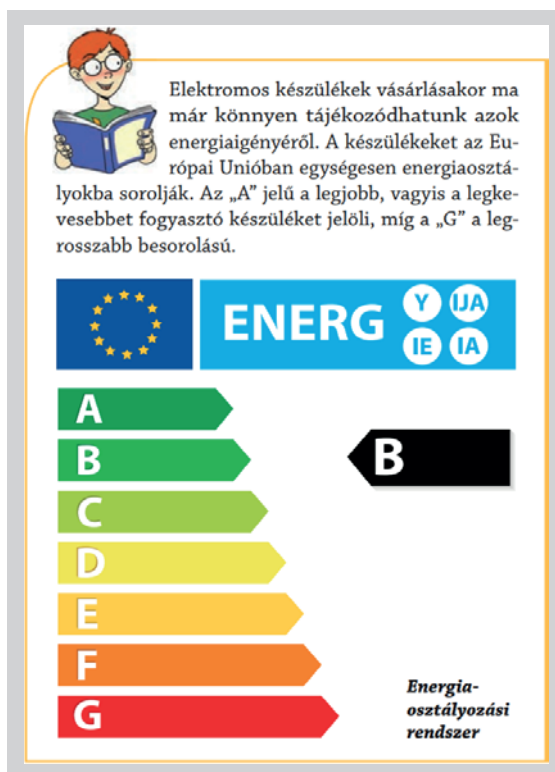 Elektromos készülékek vásárlásakor ma
már könnyen tájékozódhatunk azok
energiaigényéről. A készülékeket az Eu-
rópai Unióban egységesen energiaosztá-
lyokba sorolják. Az „A” jelű a legjobb, vagyis a legke-
vesebbet fogyasztó készüléket jelöli, míg a „G” a leg-
rosszabb besorolású.
ENERG
Y IJA
IE IA
A
B
B
C
D
E
F
G
Energia-
osztályozási
rendszer